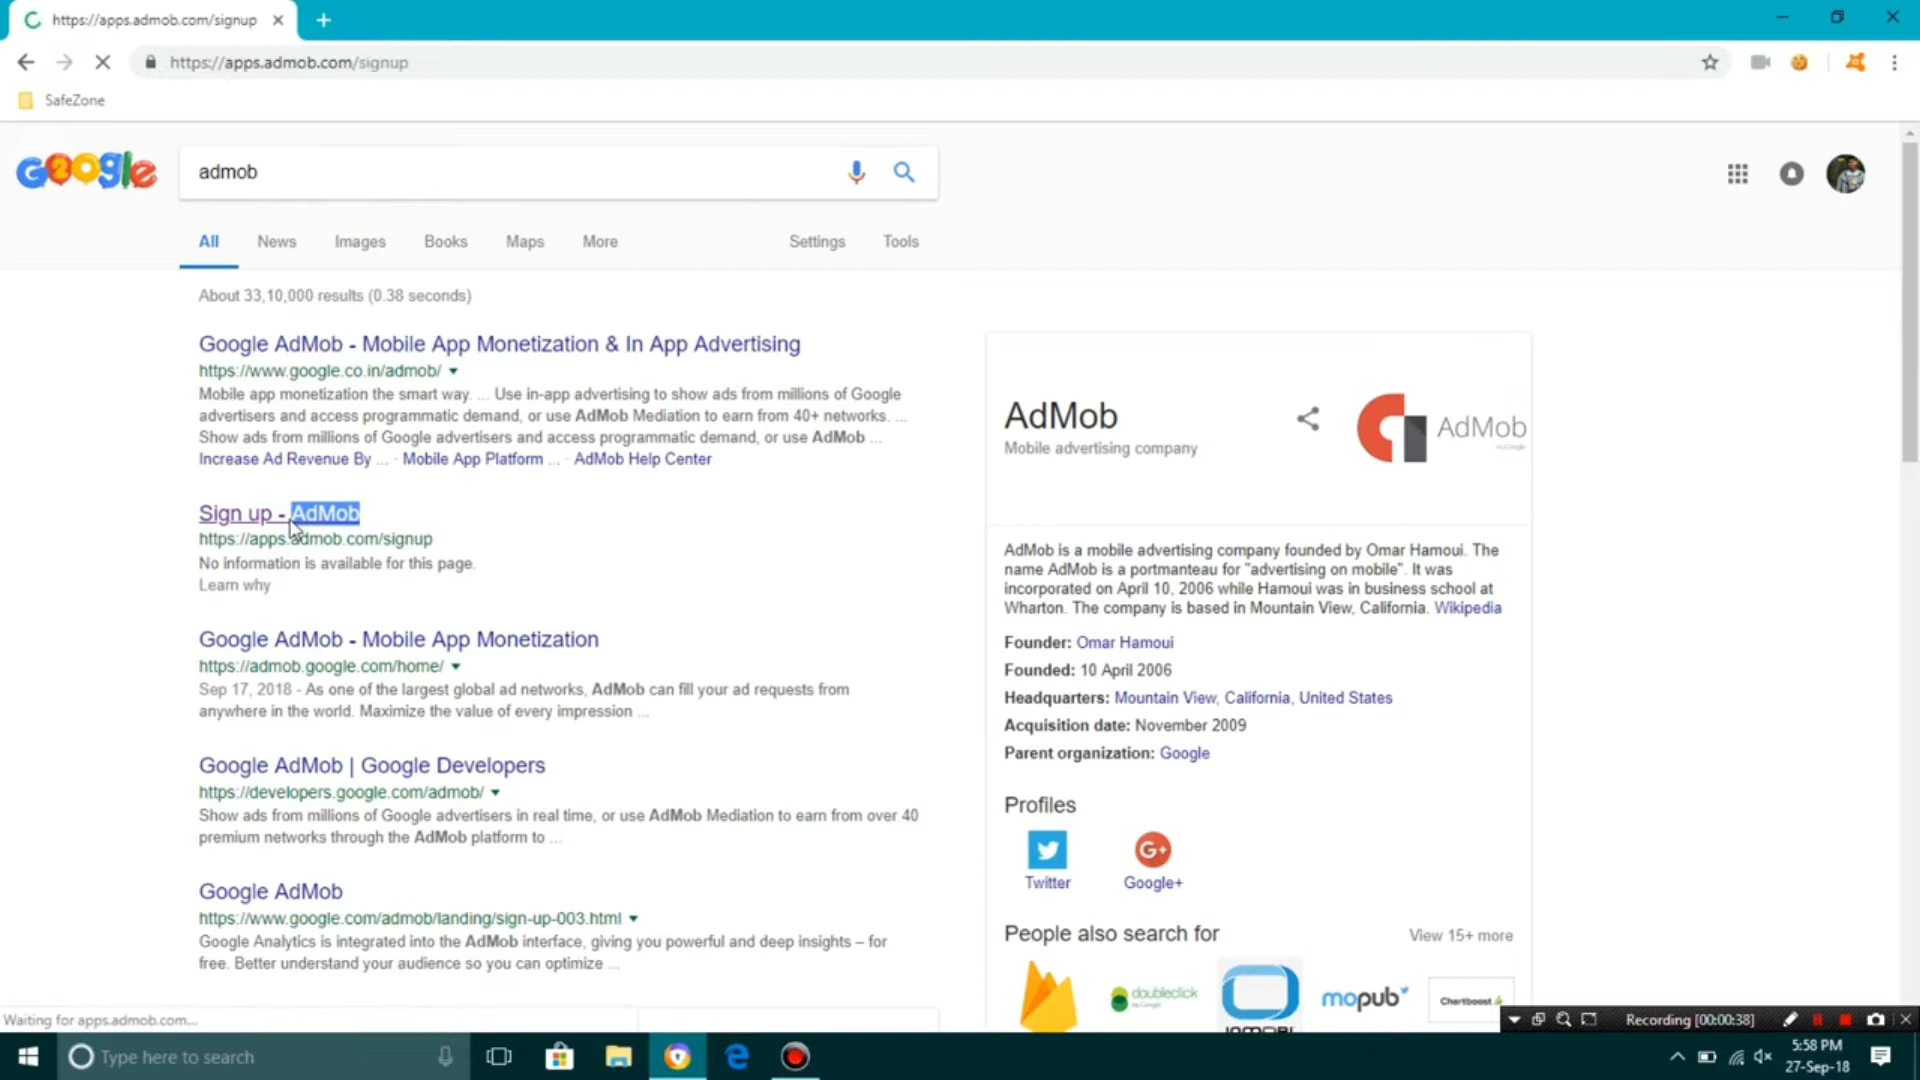 https://apps.admob.com/signup
https://apps.admob.com/signup
SafeZone
Google
admob
All News Images Books Maps More Settings Tools
About 33,10,000 results (0.38 seconds)
Google AdMob - Mobile App Monetization & In App Advertising
https://www.google.co.in/admob/
Mobile app monetization the smart way. ... Use in-app advertising to show ads from millions of Google
advertisers and access programmatic demand, or use AdMob Mediation to earn from 40+ networks. ...
Show ads from millions of Google advertisers and access programmatic demand, or use AdMob ...
Increase Ad Revenue By ... · Mobile App Platform ... · AdMob Help Center
Sign up - AdMob
https://apps.admob.com/signup
No information is available for this page.
Learn why
Google AdMob - Mobile App Monetization
https://admob.google.com/home/
Sep 17, 2018 - As one of the largest global ad networks, AdMob can fill your ad requests from
anywhere in the world. Maximize the value of every impression ...
Google AdMob | Google Developers
https://developers.google.com/admob/
Show ads from millions of Google advertisers in real time, or use AdMob Mediation to earn from over 40
premium networks through the AdMob platform to ...
Google AdMob
https://www.google.com/admob/landing/sign-up-003.html
Google Analytics is integrated into the AdMob interface, giving you powerful and deep insights – for
free. Better understand your audience so you can optimize ...
AdMob
Mobile advertising company
AdMob
AdMob is a mobile advertising company founded by Omar Hamoui. The
name AdMob is a portmanteau for "advertising on mobile". It was
incorporated on April 10, 2006 while Hamoui was in business school at
Wharton. The company is based in Mountain View, California. Wikipedia
Founder: Omar Hamoui
Founded: 10 April 2006
Headquarters: Mountain View, California, United States
Acquisition date: November 2009
Parent organization: Google
Profiles
Twitter Google+
People also search for View 15+ more
doubleclick
mopub
Chartboost
Waiting for apps.admob.com...
Recording [00:00:38]
Type here to search
5:58 PM
27-Sep-18